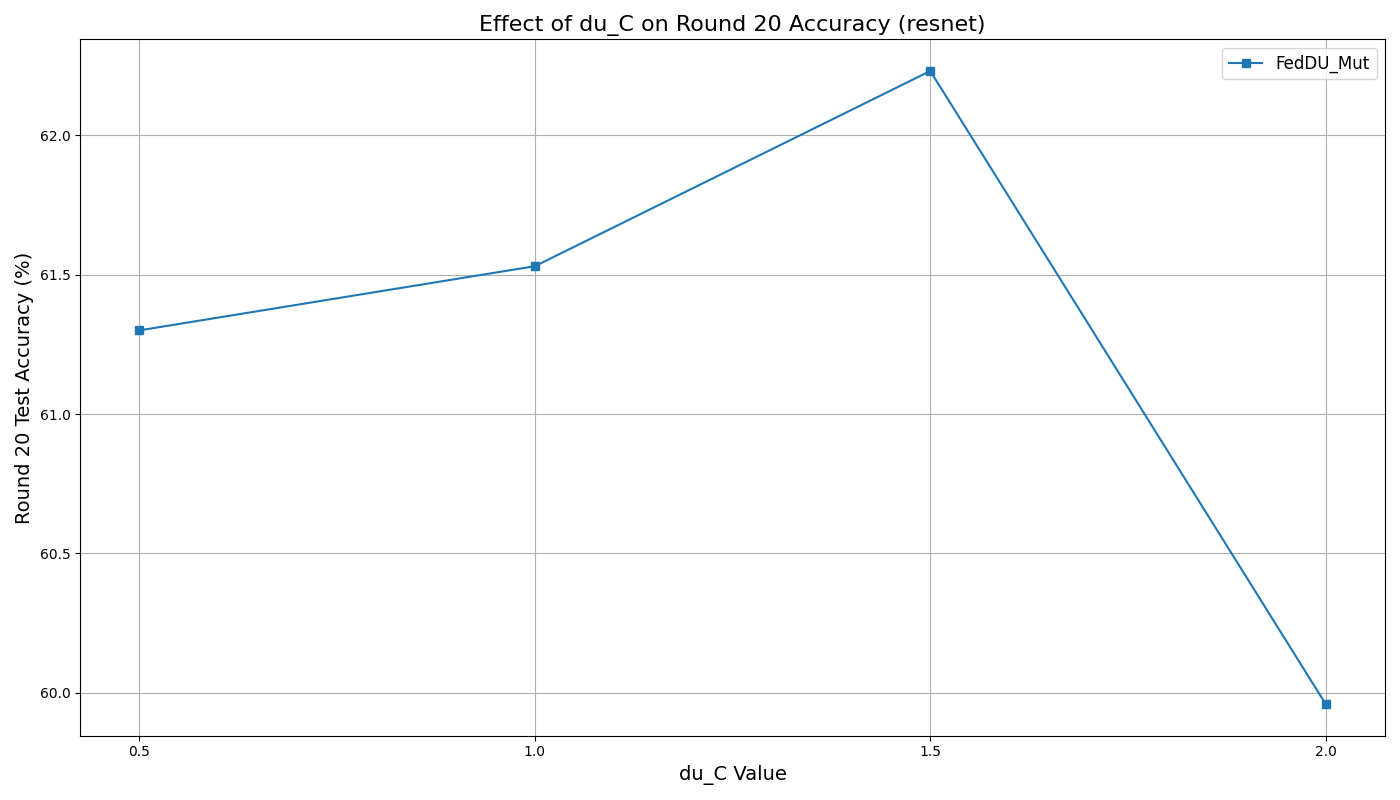 Effect of du_C on Round 20 Accuracy (resnet)
FedDU_Mut
Round 20 Test Accuracy (%)
62.0
61.5
61.0
60.5
60.0
0.5 1.0 1.5 2.0
du_C Value